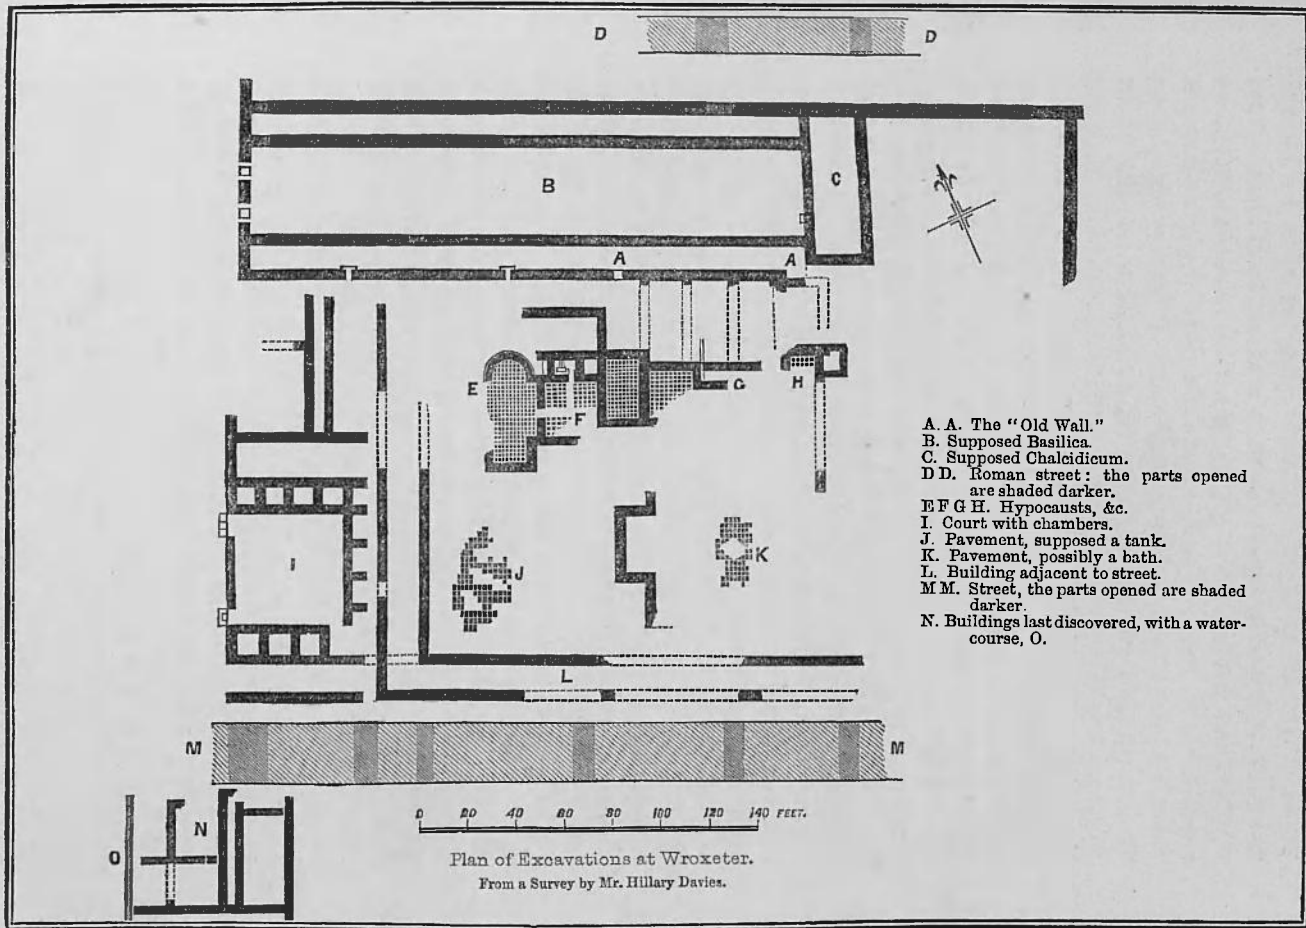 D D
B
C
A A
E
F
G
H
A. A. The "Old Wall."
B. Supposed Basilica.
C. Supposed Chalcidicum.
D D. Roman street: the parts opened
are shaded darker.
E F G H. Hypocausts, &c.
I. Court with chambers.
J. Pavement, supposed a tank.
K. Pavement, possibly a bath.
L. Building adjacent to street.
M M. Street, the parts opened are shaded
darker.
N. Buildings last discovered, with a water-
course, O.
I
J
K
L
M M
N
O
0 20 40 60 80 100 120 140 FEET.
Plan of Excavations at Wroxeter.
From a Survey by Mr. Hillary Davies.